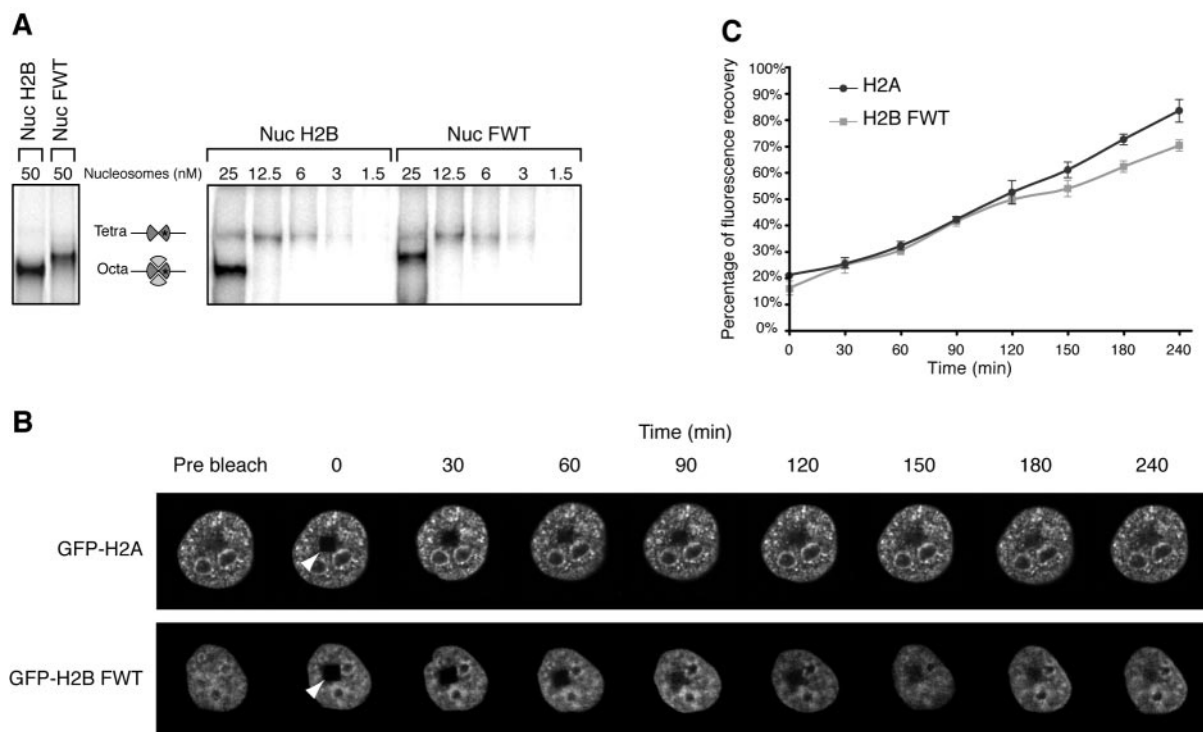 A
Nuc H2B
Nuc FWT
50 50
Nucleosomes (nM)
Nuc H2B Nuc FWT
25 12.5 6 3 1.5 25 12.5 6 3 1.5
Tetra
Octa
C
Percentage of fluorescence recovery
100%
90%
80%
70%
60%
50%
40%
30%
20%
10%
0%
H2A
H2B FWT
0 30 60 90 120 150 180 240
Time (min)
B
Time (min)
Pre bleach 0 30 60 90 120 150 180 240
GFP-H2A
GFP-H2B FWT